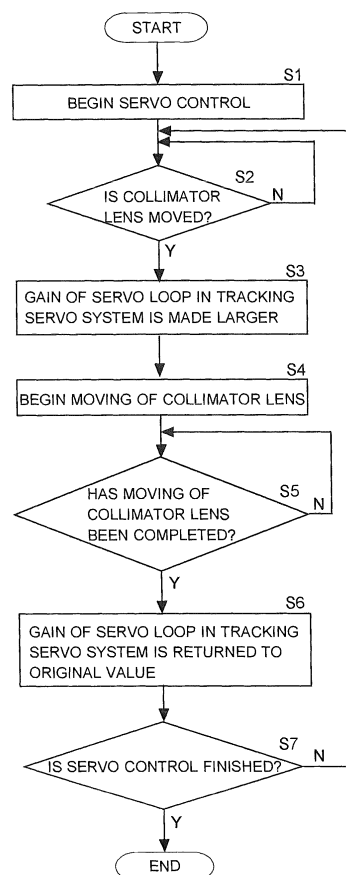 START
S1
BEGIN SERVO CONTROL
S2
IS COLLIMATOR
LENS MOVED?
N
Y
S3
GAIN OF SERVO LOOP IN TRACKING
SERVO SYSTEM IS MADE LARGER
S4
BEGIN MOVING OF COLLIMATOR LENS
S5
HAS MOVING OF
COLLIMATOR LENS
BEEN COMPLETED?
N
Y
S6
GAIN OF SERVO LOOP IN TRACKING
SERVO SYSTEM IS RETURNED TO
ORIGINAL VALUE
S7
IS SERVO CONTROL FINISHED?
N
Y
END